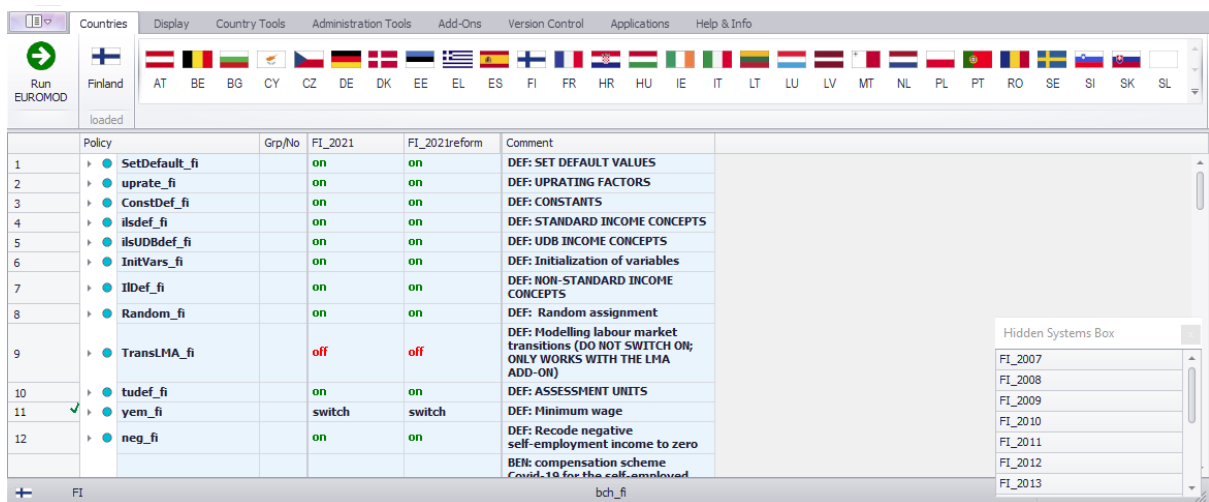 Countries Display Country Tools Administration Tools Add-Ons Version Control Applications Help & Info
Run
EUROMOD
Finland
AT BE BG CY CZ DE DK EE EL ES FI FR HR HU IE IT LT LU LV MT NL PL PT RO SE SI SK SL
loaded
Policy Grp/No FI_2021 FI_2021reform Comment
1 SetDefault_fi on on DEF: SET DEFAULT VALUES
2 uprate_fi on on DEF: UPRATING FACTORS
3 ConstDef_fi on on DEF: CONSTANTS
4 ilsdef_fi on on DEF: STANDARD INCOME CONCEPTS
5 ilsUDBdef_fi on on DEF: UDB INCOME CONCEPTS
6 InitVars_fi on on DEF: Initialization of variables
7 IlDef_fi on on DEF: NON-STANDARD INCOME
CONCEPTS
8 Random_fi on on DEF: Random assignment
9 TransLMA_fi off off DEF: Modelling labour market
transitions (DO NOT SWITCH ON;
ONLY WORKS WITH THE LMA
ADD-ON)
10 tudef_fi on on DEF: ASSESSMENT UNITS
11 yem_fi switch switch DEF: Minimum wage
12 neg_fi on on DEF: Recode negative
self-employment income to zero
BEN: compensation scheme
Covid-19 for the self-employed
Hidden Systems Box
FI_2007
FI_2008
FI_2009
FI_2010
FI_2011
FI_2012
FI_2013
FI bch_fi